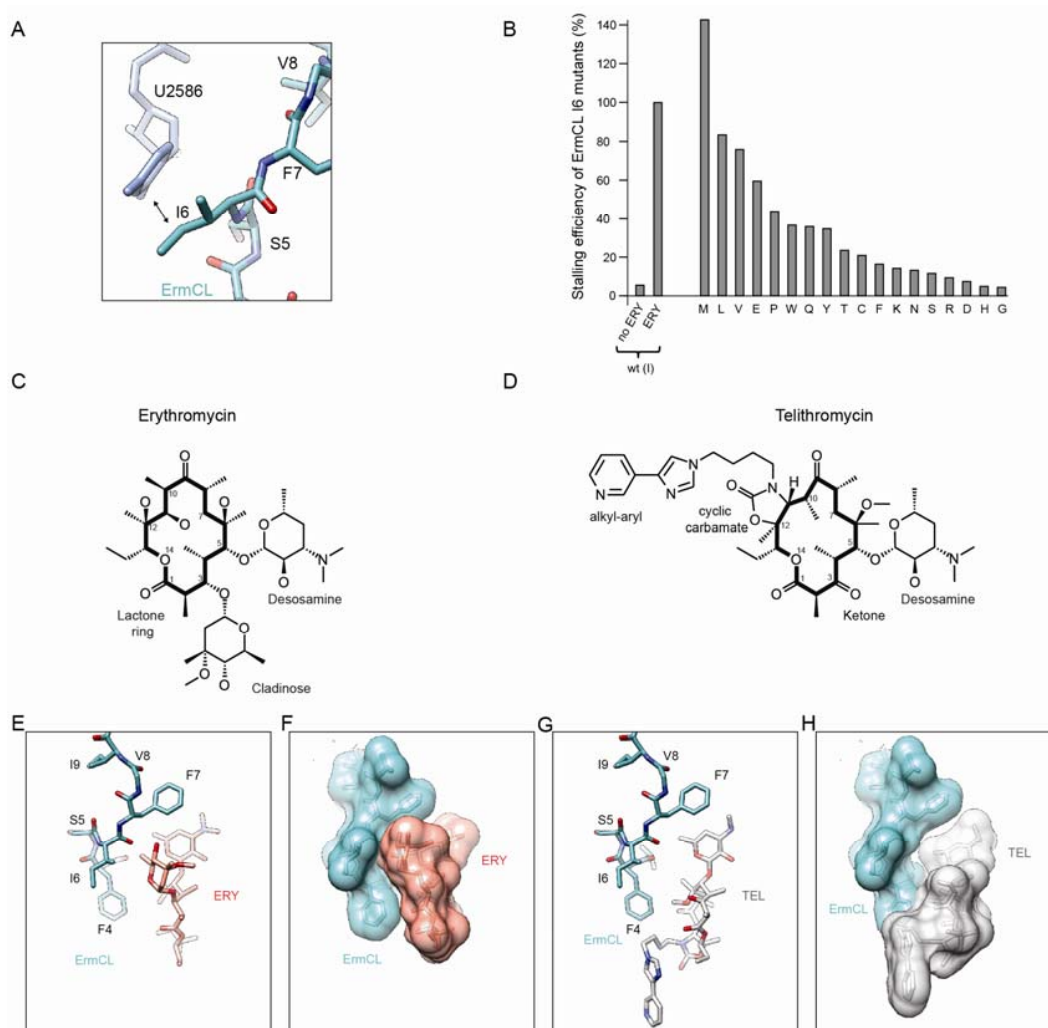 A
U2586
V8
F7
I6
S5
ErmCL
B
Stalling efficiency of ErmCL I6 mutants (%)
140
120
100
80
60
40
20
0
no ERY
ERY
wt (I)
M L V E P W Q Y T C F K N S R D H G
C
Erythromycin
O
10
O
O
12
O
7
O
5
O
O
N
O
14
O
1
3
O
O
Desosamine
Lactone
ring
O
O
O
Cladinose
D
Telithromycin
N
N
N
alkyl-aryl
O
N
H
O
10
cyclic
carbamate
O
12
7
O
5
O
O
N
O
14
O
1
3
O
O
Ketone
Desosamine
E
I9
V8
F7
S5
I6
F4
ERY
ErmCL
F
ERY
ErmCL
G
I9
V8
F7
S5
I6
F4
TEL
ErmCL
H
TEL
ErmCL